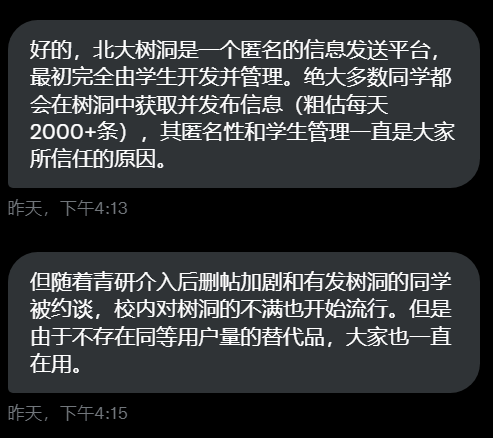 好的，北大树洞是一个匿名的信息发送平台，
最初完全由学生开发并管理。绝大多数同学都
会在树洞中获取并发布信息（粗估每天
2000+条），其匿名性和学生管理一直是大家
所信任的原因。
昨天，下午4:13
但随着青研介入后删帖加剧和有发树洞的同学
被约谈，校内对树洞的不满也开始流行。但是
由于不存在同等用户量的替代品，大家也一直
在用。
昨天，下午4:15